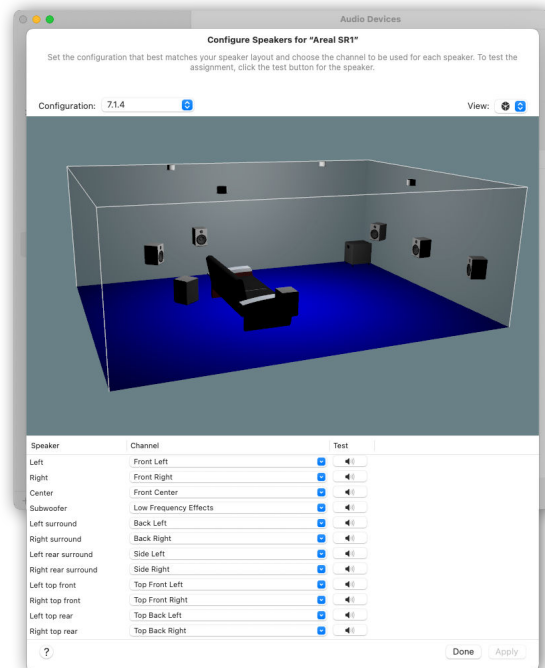 Audio Devices
Configure Speakers for “Areal SR1”
Set the configuration that best matches your speaker layout and choose the channel to be used for each speaker. To test the
assignment, click the test button for the speaker.
Configuration: 7.1.4 View:
Speaker Channel Test
Left Front Left
Right Front Right
Center Front Center
Subwoofer Low Frequency Effects
Left surround Back Left
Right surround Back Right
Left rear surround Side Left
Right rear surround Side Right
Left top front Top Front Left
Right top front Top Front Right
Left top rear Top Back Left
Right top rear Top Back Right
? Done Apply